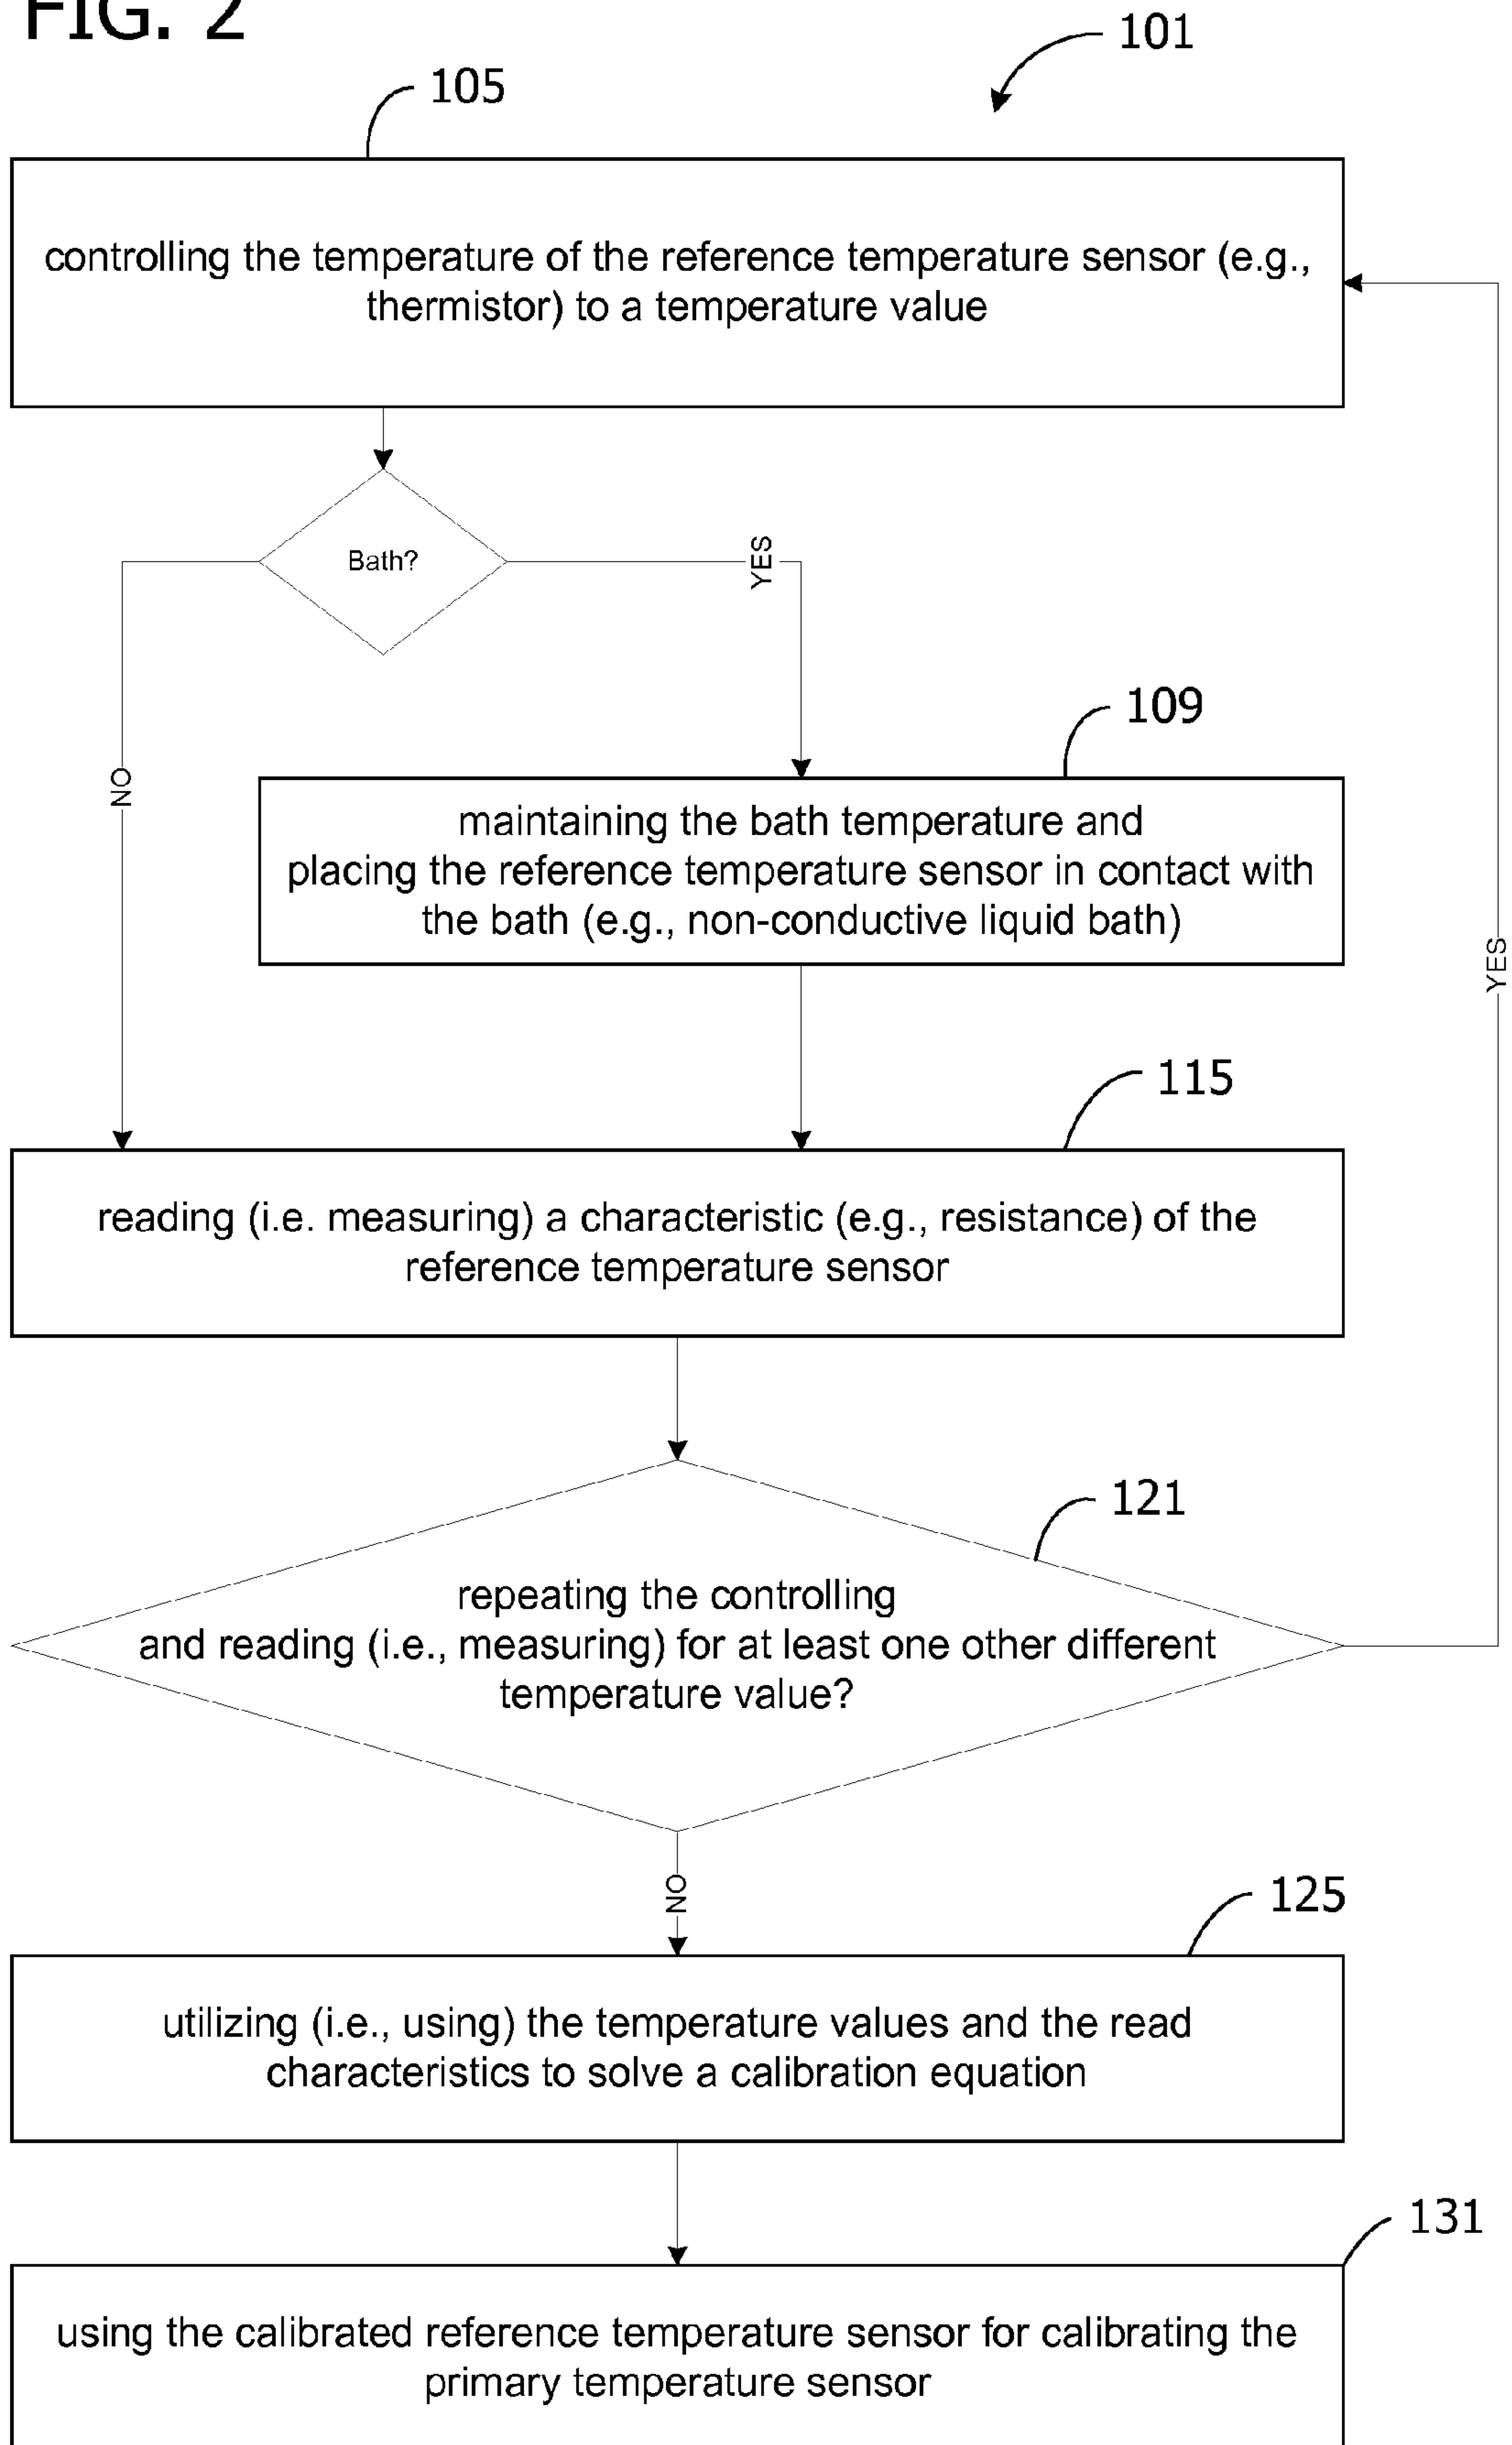 FIG. 2
101
105
controlling the temperature of the reference temperature sensor (e.g.,
thermistor) to a temperature value
Bath?
YES
NO
109
maintaining the bath temperature and
placing the reference temperature sensor in contact with
the bath (e.g., non-conductive liquid bath)
YES
115
reading (i.e. measuring) a characteristic (e.g., resistance) of the
reference temperature sensor
121
repeating the controlling
and reading (i.e., measuring) for at least one other different
temperature value?
NO
125
utilizing (i.e., using) the temperature values and the read
characteristics to solve a calibration equation
131
using the calibrated reference temperature sensor for calibrating the
primary temperature sensor